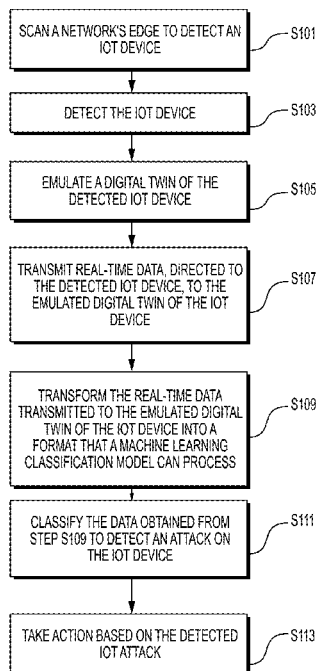 SCAN A NETWORK'S EDGE TO DETECT AN
IOT DEVICE
S101
DETECT THE IOT DEVICE
S103
EMULATE A DIGITAL TWIN OF THE
DETECTED IOT DEVICE
S105
TRANSMIT REAL-TIME DATA, DIRECTED TO
THE DETECTED IOT DEVICE, TO THE
EMULATED DIGITAL TWIN OF THE IOT
DEVICE
S107
TRANSFORM THE REAL-TIME DATA
TRANSMITTED TO THE EMULATED DIGITAL
TWIN OF THE IOT DEVICE INTO A
FORMAT THAT A MACHINE LEARNING
CLASSIFICATION MODEL CAN PROCESS
S109
CLASSIFY THE DATA OBTAINED FROM
STEP S109 TO DETECT AN ATTACK ON
THE IOT DEVICE
S111
TAKE ACTION BASED ON THE DETECTED
IOT ATTACK
S113